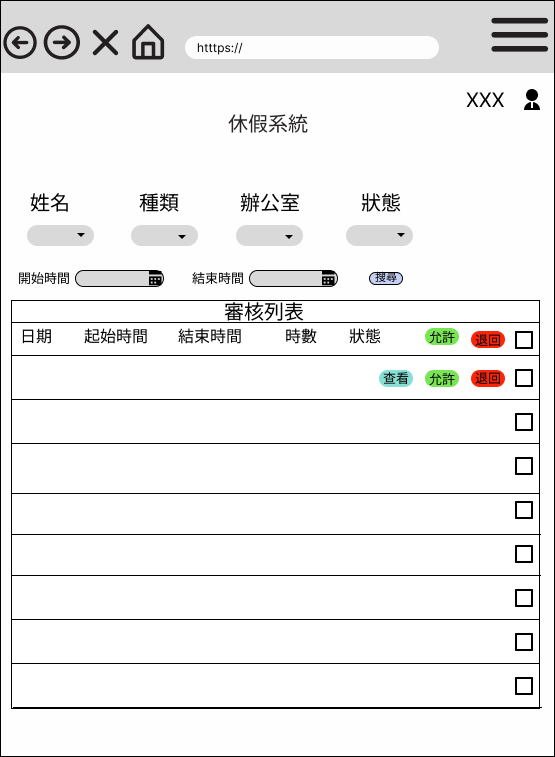 htttps://
XXX
休假系統
姓名 種類 辦公室 狀態
開始時間 結束時間 搜尋
審核列表
日期 起始時間 結束時間 時數 狀態 允許 退回
查看 允許 退回